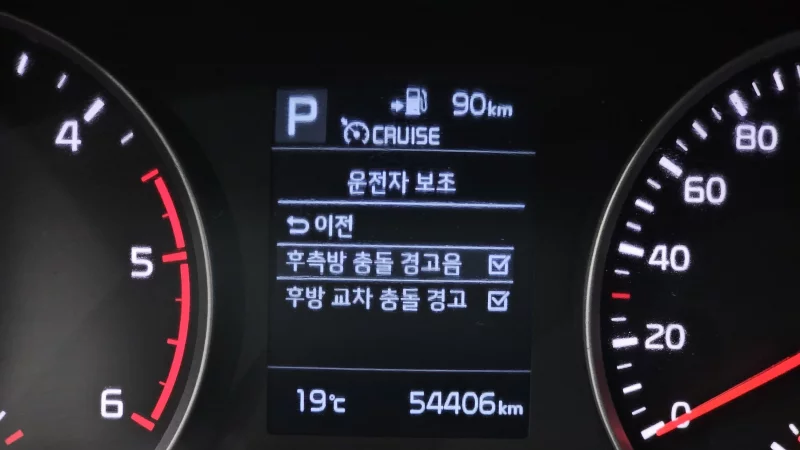 4
5
6
P
90km
CRUISE
운전자 보조
이전
후측방 충돌 경고음
후방 교차 충돌 경고
19℃
54406km
80
60
40
20
0